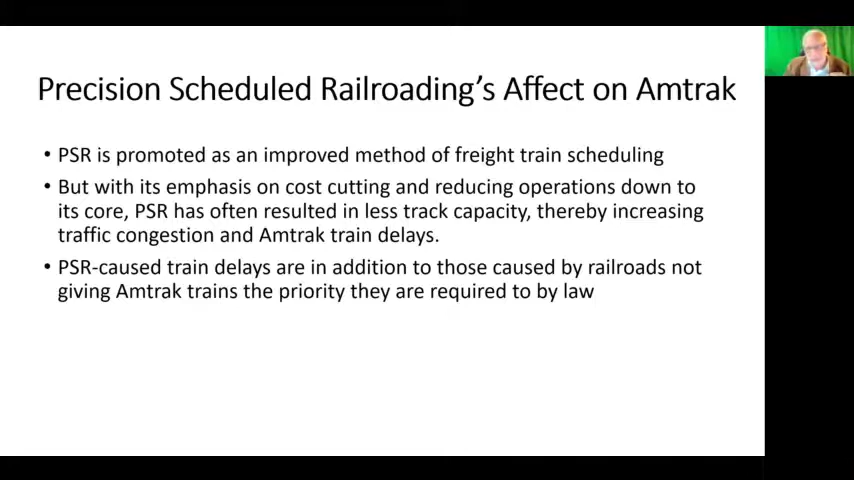 Precision Scheduled Railroading's Affect on Amtrak
• PSR is promoted as an improved method of freight train scheduling
• But with its emphasis on cost cutting and reducing operations down to
its core, PSR has often resulted in less track capacity, thereby increasing
traffic congestion and Amtrak train delays.
• PSR-caused train delays are in addition to those caused by railroads not
giving Amtrak trains the priority they are required to by law